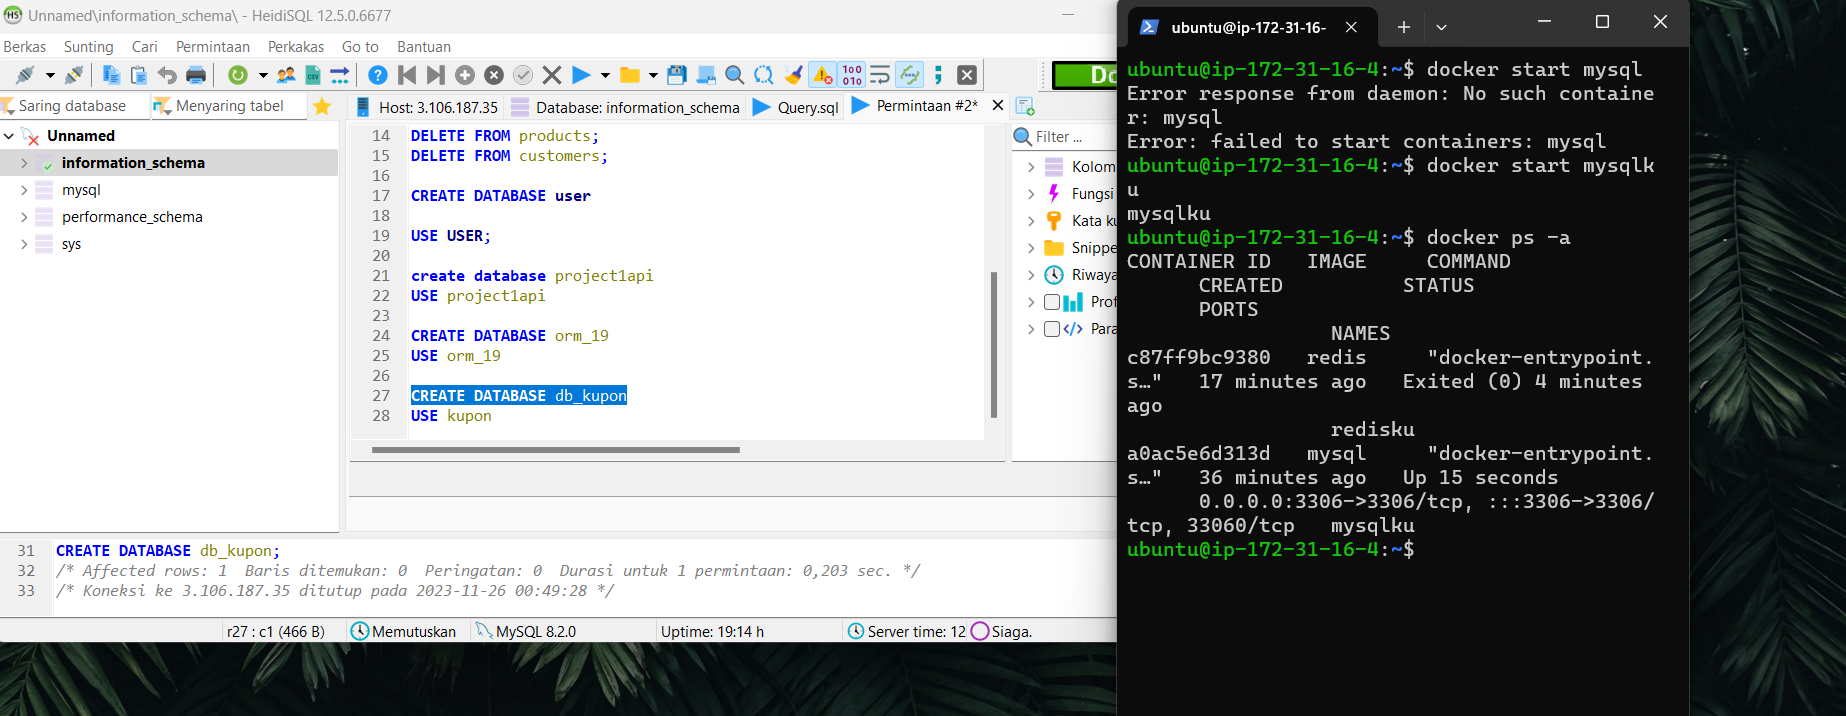 Unnamed\information_schema\ - HeidiSQL 12.5.0.6677
Berkas Sunting Cari Permintaan Perkakas Go to Bantuan
Saring database Menyaring tabel
Unnamed
information_schema
mysql
performance_schema
sys
Host: 3.106.187.35 Database: information_schema Query.sql Permintaan #2*
14 DELETE FROM products;
15 DELETE FROM customers;
16
17 CREATE DATABASE user
18
19 USE USER;
20
21 create database project1api
22 USE project1api
23
24 CREATE DATABASE orm_19
25 USE orm_19
26
27 CREATE DATABASE db_kupon
28 USE kupon
Filter ...
Kolom
Fungsi
Kata ku
Snippe
Riwaya
Prof
Para
31 CREATE DATABASE db_kupon;
32 /* Affected rows: 1 Baris ditemukan: 0 Peringatan: 0 Durasi untuk 1 permintaan: 0,203 sec. */
33 /* Koneksi ke 3.106.187.35 ditutup pada 2023-11-26 00:49:28 */
r27 : c1 (466 B) Memutuskan MySQL 8.2.0 Uptime: 19:14 h Server time: 12 Siaga.
ubuntu@ip-172-31-16-
ubuntu@ip-172-31-16-4:~$ docker start mysql
Error response from daemon: No such containe
r: mysql
Error: failed to start containers: mysql
ubuntu@ip-172-31-16-4:~$ docker start mysqlk
u
mysqlku
ubuntu@ip-172-31-16-4:~$ docker ps -a
CONTAINER ID IMAGE COMMAND
CREATED STATUS
PORTS
NAMES
c87ff9bc9380 redis "docker-entrypoint.
s…" 17 minutes ago Exited (0) 4 minutes
ago
redisku
a0ac5e6d313d mysql "docker-entrypoint.
s…" 36 minutes ago Up 15 seconds
0.0.0.0:3306->3306/tcp, :::3306->3306/
tcp, 33060/tcp mysqlku
ubuntu@ip-172-31-16-4:~$